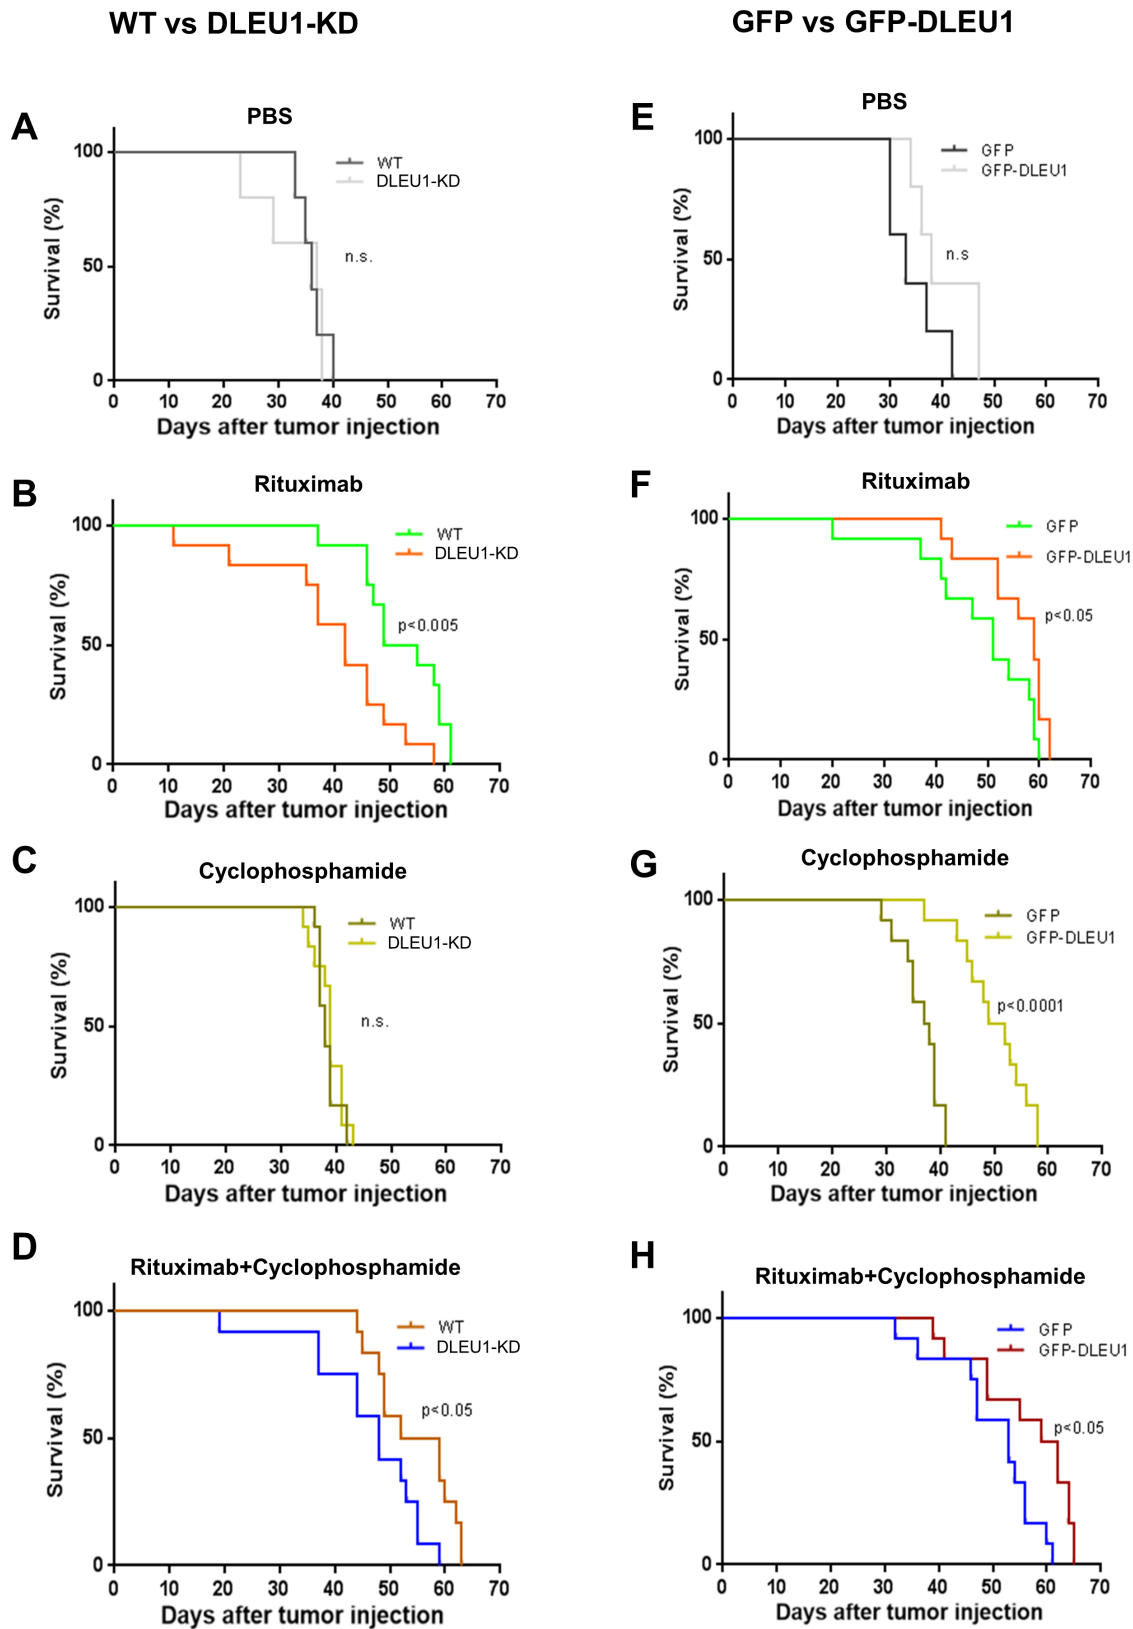 WT vs DLEU1-KD
GFP vs GFP-DLEU1
A
PBS
100
50
0
Survival (%)
WT
DLEU1-KD
n.s.
0 10 20 30 40 50 60 70
Days after tumor injection
E
PBS
100
50
0
Survival (%)
GFP
GFP-DLEU1
n.s
0 10 20 30 40 50 60 70
Days after tumor injection
B
Rituximab
100
50
0
Survival (%)
WT
DLEU1-KD
p<0.005
0 10 20 30 40 50 60 70
Days after tumor injection
F
Rituximab
100
50
0
Survival (%)
GFP
GFP-DLEU1
p<0.05
0 10 20 30 40 50 60 70
Days after tumor injection
C
Cyclophosphamide
100
50
0
Survival (%)
WT
DLEU1-KD
n.s.
0 10 20 30 40 50 60 70
Days after tumor injection
G
Cyclophosphamide
100
50
0
Survival (%)
GFP
GFP-DLEU1
p<0.0001
0 10 20 30 40 50 60 70
Days after tumor injection
D
Rituximab+Cyclophosphamide
100
50
0
Survival (%)
WT
DLEU1-KD
p<0.05
0 10 20 30 40 50 60 70
Days after tumor injection
H
Rituximab+Cyclophosphamide
100
50
0
Survival (%)
GFP
GFP-DLEU1
p<0.05
0 10 20 30 40 50 60 70
Days after tumor injection